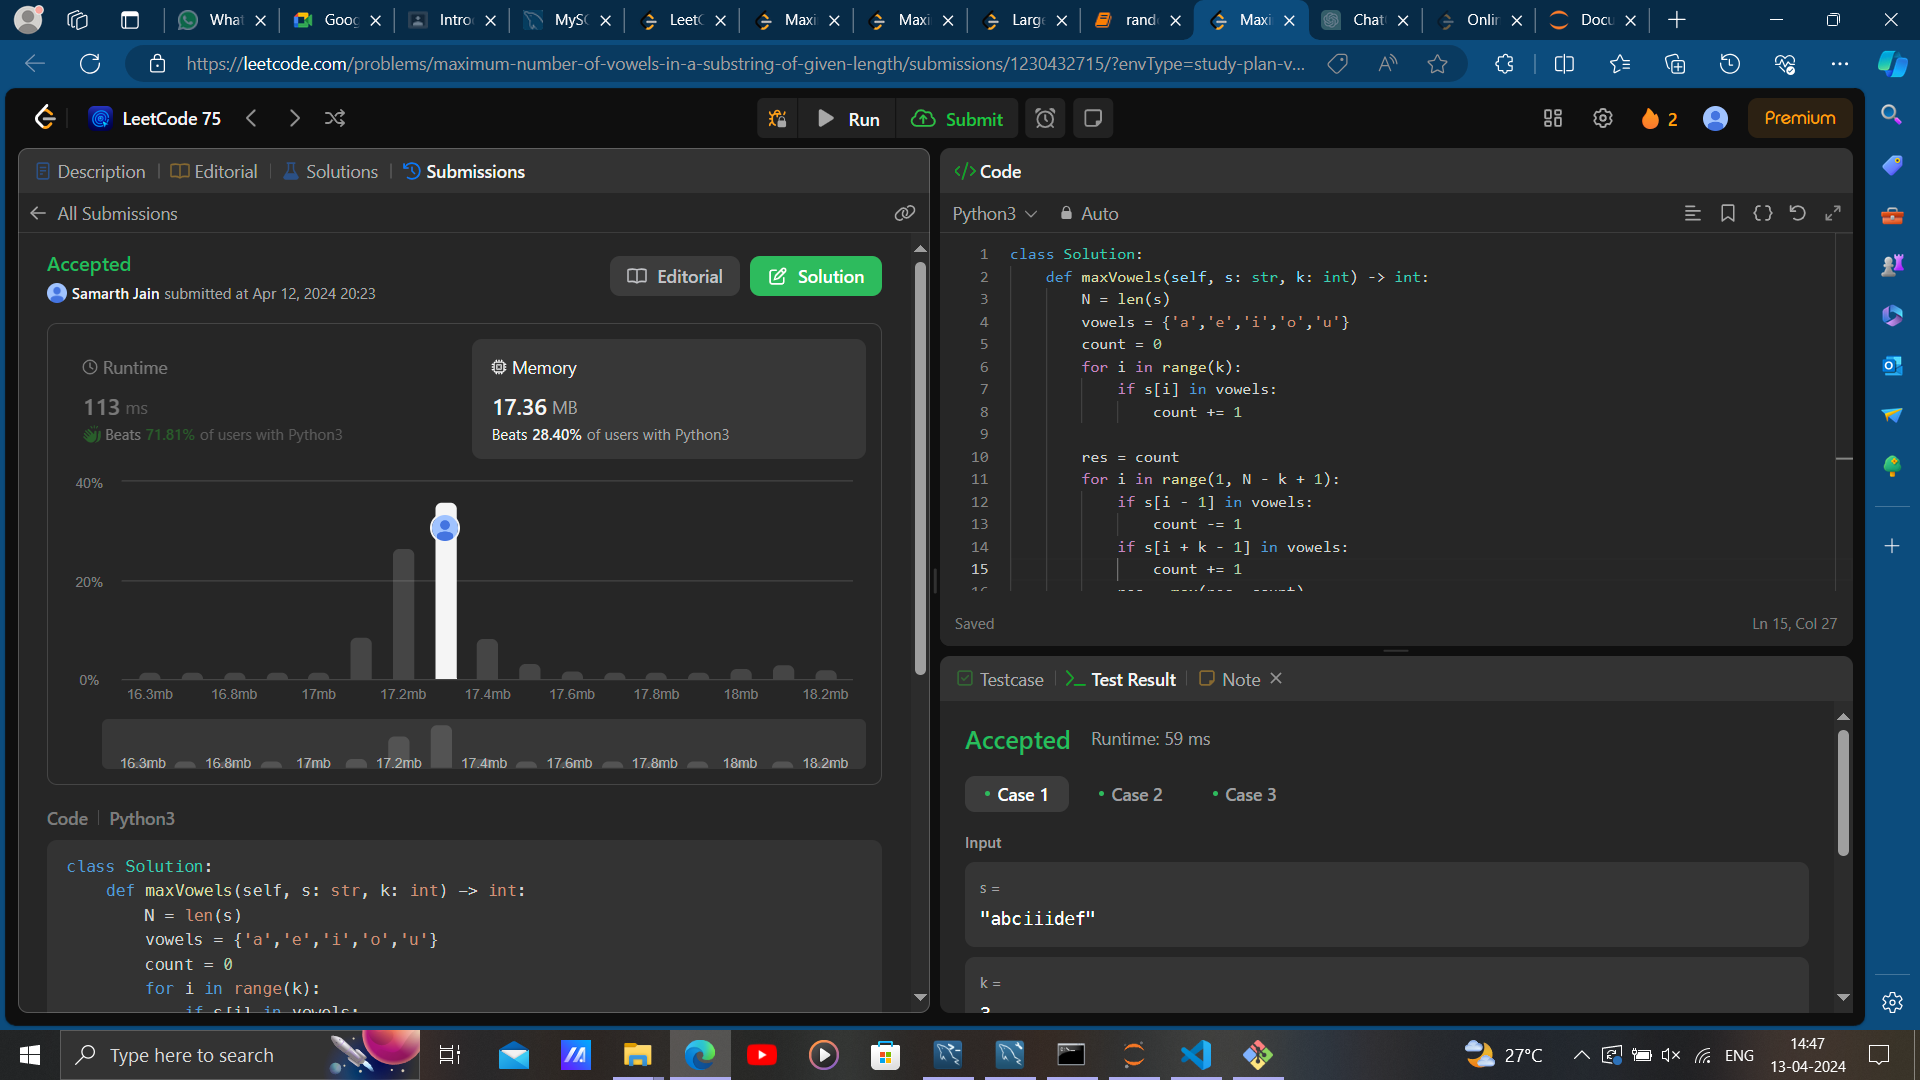 What
Goog
Intro
MyS
Leet
Maxi
Maxi
Large
rand
Maxi
Chat
Onlin
Docu
https://leetcode.com/problems/maximum-number-of-vowels-in-a-substring-of-given-length/submissions/1230432715/?envType=study-plan-v...
LeetCode 75
Run
Submit
2
Premium
Description
Editorial
Solutions
Submissions
All Submissions
Accepted
Samarth Jain submitted at Apr 12, 2024 20:23
Editorial
Solution
Runtime
113 ms
Beats 71.81% of users with Python3
Memory
17.36 MB
Beats 28.40% of users with Python3
40%
20%
0%
16.3mb 16.8mb 17mb 17.2mb 17.4mb 17.6mb 17.8mb 18mb 18.2mb
16.3mb 16.8mb 17mb 17.2mb 17.4mb 17.6mb 17.8mb 18mb 18.2mb
Code Python3
class Solution:
def maxVowels(self, s: str, k: int) -> int:
N = len(s)
vowels = {'a','e','i','o','u'}
count = 0
for i in range(k):
if s[i] in vowels:
</> Code
Python3
Auto
1 class Solution:
2 def maxVowels(self, s: str, k: int) -> int:
3 N = len(s)
4 vowels = {'a','e','i','o','u'}
5 count = 0
6 for i in range(k):
7 if s[i] in vowels:
8 count += 1
9
10 res = count
11 for i in range(1, N - k + 1):
12 if s[i - 1] in vowels:
13 count -= 1
14 if s[i + k - 1] in vowels:
15 count += 1
16 res = max(res, count)
Saved
Ln 15, Col 27
Testcase
Test Result
Note
Accepted Runtime: 59 ms
Case 1
Case 2
Case 3
Input
s =
"abciiidef"
k =
3
Type here to search
27°C
ENG
14:47
13-04-2024